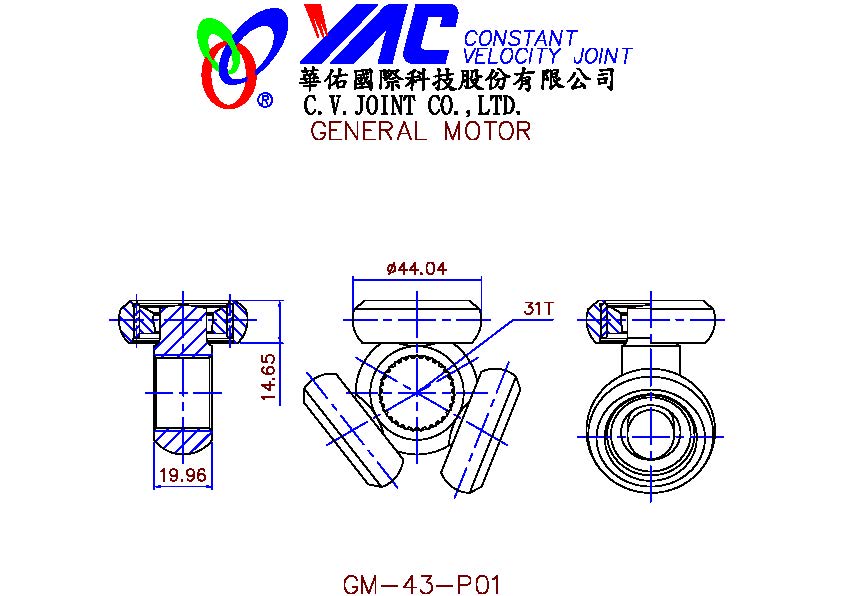 YAC CONSTANT
VELOCITY JOINT
華佑國際科技股份有限公司
®
C.V.JOINT CO.,LTD.
GENERAL MOTOR
ø44.04
31T
14.65
19.96
GM-43-P01